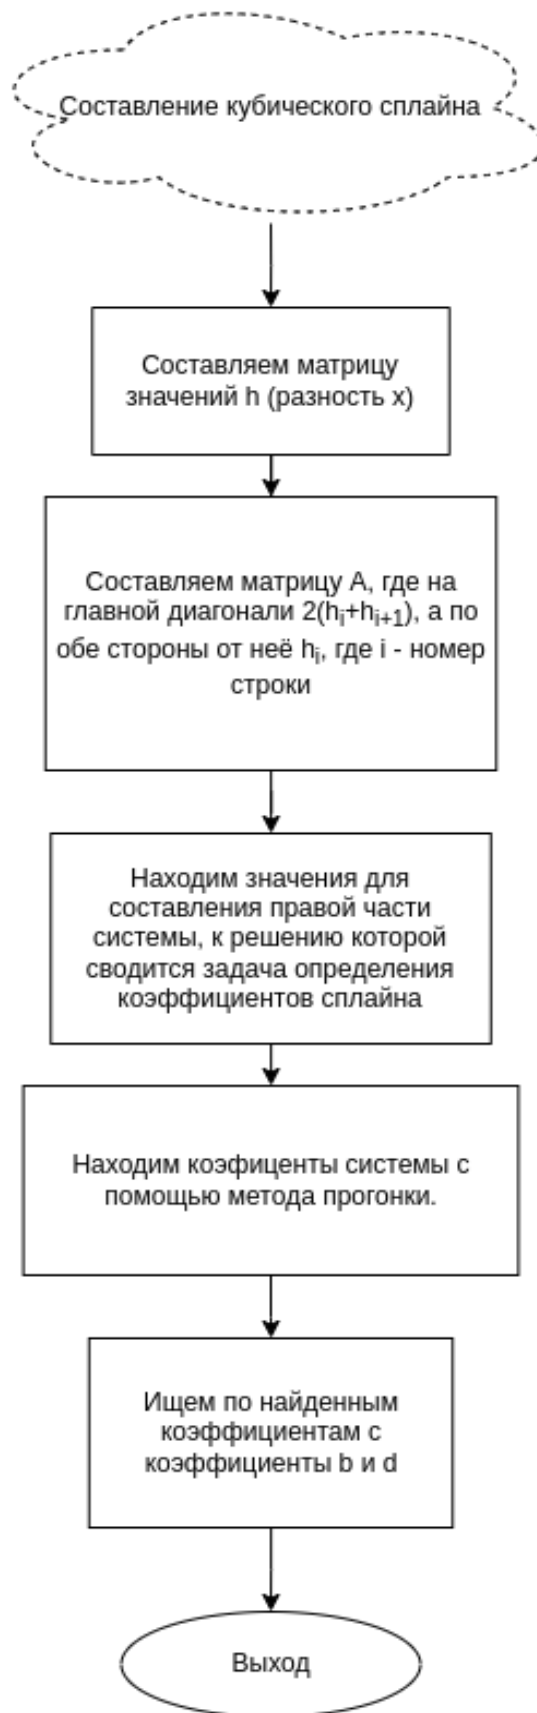 Составление кубического сплайна
Составляем матрицу
значений h (разность x)
Составляем матрицу A, где на
главной диагонали 2(hᵢ+hᵢ₊₁), а по
обе стороны от неё hᵢ, где i - номер
строки
Находим значения для
составления правой части
системы, к решению которой
сводится задача определения
коэффициентов сплайна
Находим коэфиценты системы с
помощью метода прогонки.
Ищем по найденным
коэффициентам с
коэффициенты b и d
Выход